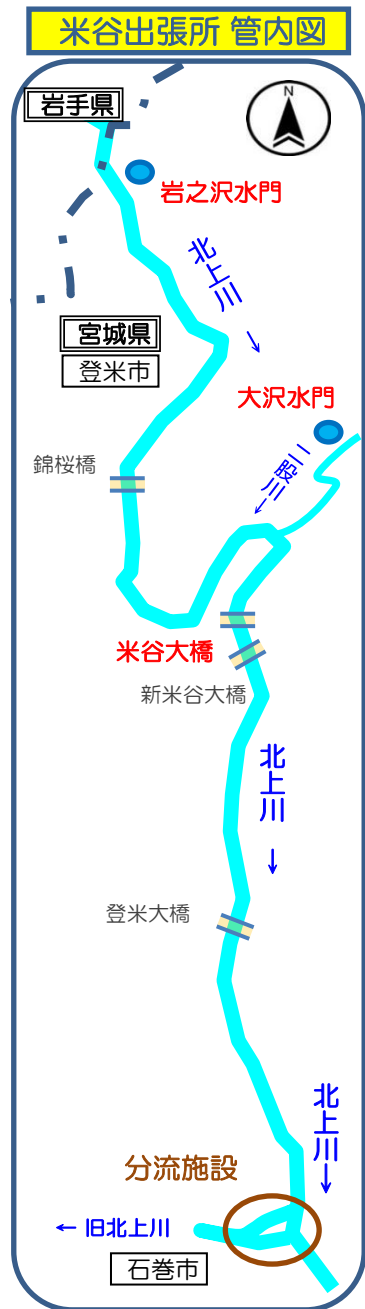 米谷出張所 管内図
岩手県
N
岩之沢水門
北上川
↓
宮城県
登米市
大沢水門
錦桜橋
二股川
↓
米谷大橋
新米谷大橋
北上川
↓
登米大橋
北上川
↓
分流施設
← 旧北上川
石巻市